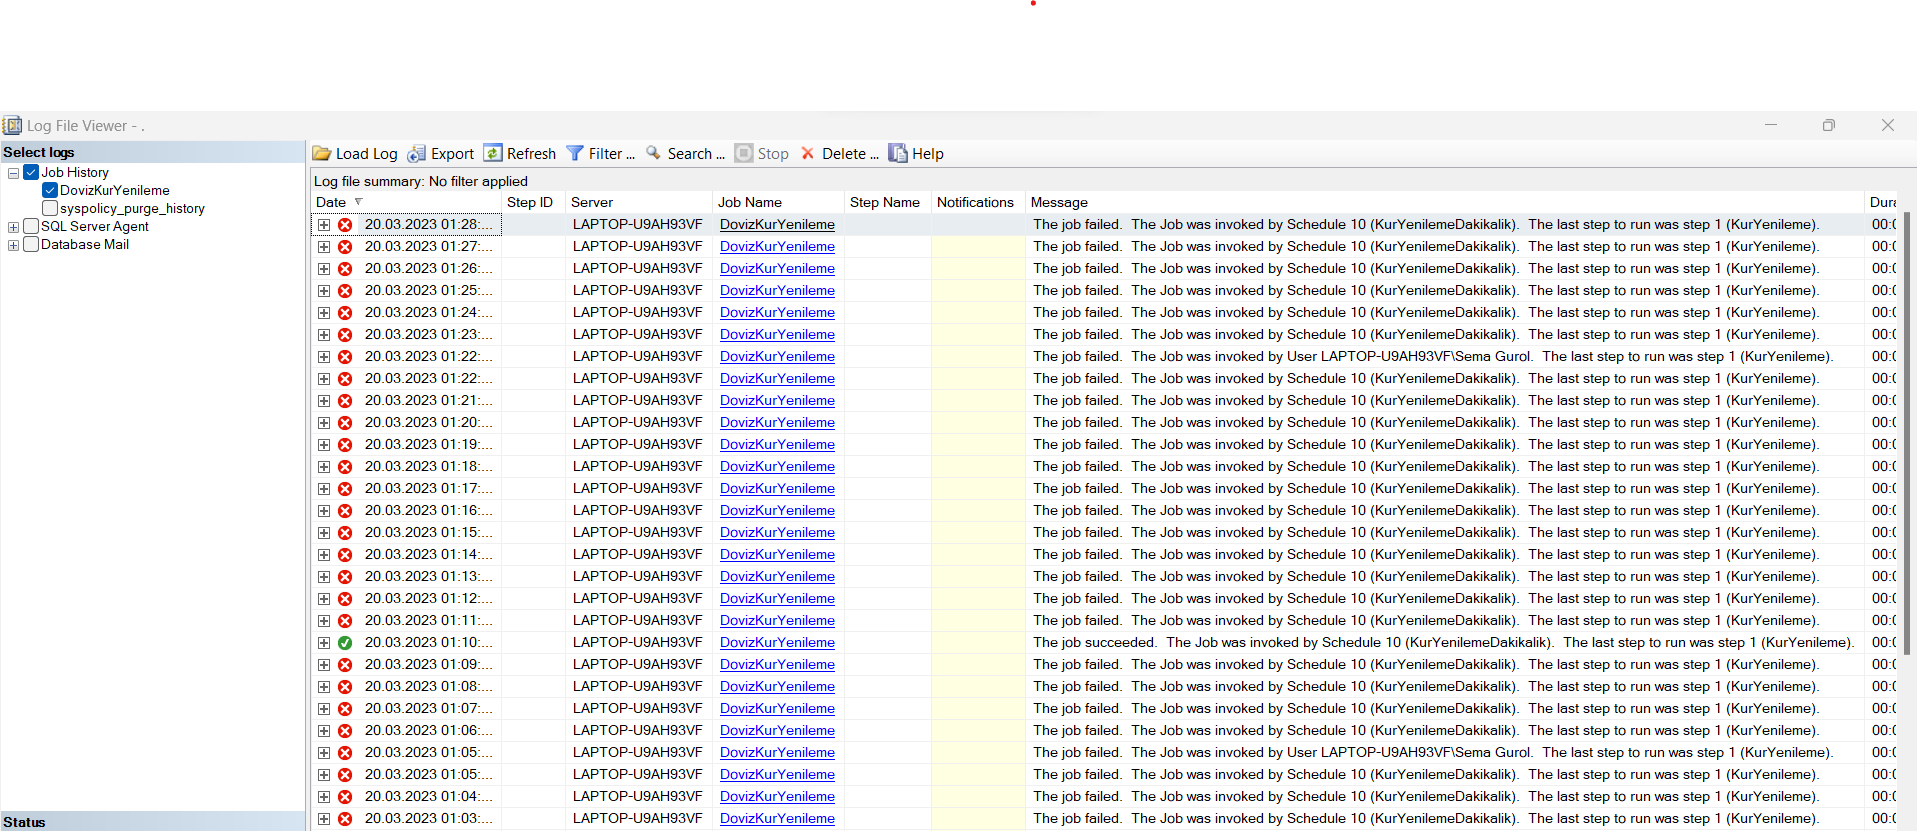 Log File Viewer - .
Select logs
Job History
DovizKurYenileme
syspolicy_purge_history
SQL Server Agent
Database Mail
Status
Load Log Export Refresh Filter ... Search ... Stop Delete ... Help
Log file summary: No filter applied
Date Step ID Server Job Name Step Name Notifications Message
20.03.2023 01:28:... LAPTOP-U9AH93VF DovizKurYenileme The job failed. The Job was invoked by Schedule 10 (KurYenilemeDakikalik). The last step to run was step 1 (KurYenileme).
20.03.2023 01:27:... LAPTOP-U9AH93VF DovizKurYenileme The job failed. The Job was invoked by Schedule 10 (KurYenilemeDakikalik). The last step to run was step 1 (KurYenileme).
20.03.2023 01:26:... LAPTOP-U9AH93VF DovizKurYenileme The job failed. The Job was invoked by Schedule 10 (KurYenilemeDakikalik). The last step to run was step 1 (KurYenileme).
20.03.2023 01:25:... LAPTOP-U9AH93VF DovizKurYenileme The job failed. The Job was invoked by Schedule 10 (KurYenilemeDakikalik). The last step to run was step 1 (KurYenileme).
20.03.2023 01:24:... LAPTOP-U9AH93VF DovizKurYenileme The job failed. The Job was invoked by Schedule 10 (KurYenilemeDakikalik). The last step to run was step 1 (KurYenileme).
20.03.2023 01:23:... LAPTOP-U9AH93VF DovizKurYenileme The job failed. The Job was invoked by Schedule 10 (KurYenilemeDakikalik). The last step to run was step 1 (KurYenileme).
20.03.2023 01:22:... LAPTOP-U9AH93VF DovizKurYenileme The job failed. The Job was invoked by User LAPTOP-U9AH93VF\Sema Gurol. The last step to run was step 1 (KurYenileme).
20.03.2023 01:22:... LAPTOP-U9AH93VF DovizKurYenileme The job failed. The Job was invoked by Schedule 10 (KurYenilemeDakikalik). The last step to run was step 1 (KurYenileme).
20.03.2023 01:21:... LAPTOP-U9AH93VF DovizKurYenileme The job failed. The Job was invoked by Schedule 10 (KurYenilemeDakikalik). The last step to run was step 1 (KurYenileme).
20.03.2023 01:20:... LAPTOP-U9AH93VF DovizKurYenileme The job failed. The Job was invoked by Schedule 10 (KurYenilemeDakikalik). The last step to run was step 1 (KurYenileme).
20.03.2023 01:19:... LAPTOP-U9AH93VF DovizKurYenileme The job failed. The Job was invoked by Schedule 10 (KurYenilemeDakikalik). The last step to run was step 1 (KurYenileme).
20.03.2023 01:18:... LAPTOP-U9AH93VF DovizKurYenileme The job failed. The Job was invoked by Schedule 10 (KurYenilemeDakikalik). The last step to run was step 1 (KurYenileme).
20.03.2023 01:17:... LAPTOP-U9AH93VF DovizKurYenileme The job failed. The Job was invoked by Schedule 10 (KurYenilemeDakikalik). The last step to run was step 1 (KurYenileme).
20.03.2023 01:16:... LAPTOP-U9AH93VF DovizKurYenileme The job failed. The Job was invoked by Schedule 10 (KurYenilemeDakikalik). The last step to run was step 1 (KurYenileme).
20.03.2023 01:15:... LAPTOP-U9AH93VF DovizKurYenileme The job failed. The Job was invoked by Schedule 10 (KurYenilemeDakikalik). The last step to run was step 1 (KurYenileme).
20.03.2023 01:14:... LAPTOP-U9AH93VF DovizKurYenileme The job failed. The Job was invoked by Schedule 10 (KurYenilemeDakikalik). The last step to run was step 1 (KurYenileme).
20.03.2023 01:13:... LAPTOP-U9AH93VF DovizKurYenileme The job failed. The Job was invoked by Schedule 10 (KurYenilemeDakikalik). The last step to run was step 1 (KurYenileme).
20.03.2023 01:12:... LAPTOP-U9AH93VF DovizKurYenileme The job failed. The Job was invoked by Schedule 10 (KurYenilemeDakikalik). The last step to run was step 1 (KurYenileme).
20.03.2023 01:11:... LAPTOP-U9AH93VF DovizKurYenileme The job failed. The Job was invoked by Schedule 10 (KurYenilemeDakikalik). The last step to run was step 1 (KurYenileme).
20.03.2023 01:10:... LAPTOP-U9AH93VF DovizKurYenileme The job succeeded. The Job was invoked by Schedule 10 (KurYenilemeDakikalik). The last step to run was step 1 (KurYenileme).
20.03.2023 01:09:... LAPTOP-U9AH93VF DovizKurYenileme The job failed. The Job was invoked by Schedule 10 (KurYenilemeDakikalik). The last step to run was step 1 (KurYenileme).
20.03.2023 01:08:... LAPTOP-U9AH93VF DovizKurYenileme The job failed. The Job was invoked by Schedule 10 (KurYenilemeDakikalik). The last step to run was step 1 (KurYenileme).
20.03.2023 01:07:... LAPTOP-U9AH93VF DovizKurYenileme The job failed. The Job was invoked by Schedule 10 (KurYenilemeDakikalik). The last step to run was step 1 (KurYenileme).
20.03.2023 01:06:... LAPTOP-U9AH93VF DovizKurYenileme The job failed. The Job was invoked by Schedule 10 (KurYenilemeDakikalik). The last step to run was step 1 (KurYenileme).
20.03.2023 01:05:... LAPTOP-U9AH93VF DovizKurYenileme The job failed. The Job was invoked by User LAPTOP-U9AH93VF\Sema Gurol. The last step to run was step 1 (KurYenileme).
20.03.2023 01:05:... LAPTOP-U9AH93VF DovizKurYenileme The job failed. The Job was invoked by Schedule 10 (KurYenilemeDakikalik). The last step to run was step 1 (KurYenileme).
20.03.2023 01:04:... LAPTOP-U9AH93VF DovizKurYenileme The job failed. The Job was invoked by Schedule 10 (KurYenilemeDakikalik). The last step to run was step 1 (KurYenileme).
20.03.2023 01:03:... LAPTOP-U9AH93VF DovizKurYenileme The job failed. The Job was invoked by Schedule 10 (KurYenilemeDakikalik). The last step to run was step 1 (KurYenileme).